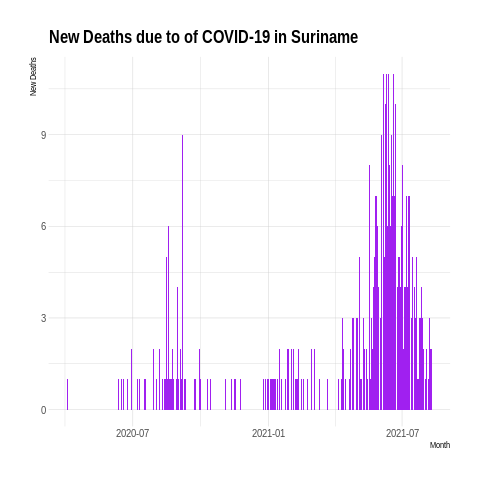 New Deaths due to of COVID-19 in Suriname
New Deaths
9
6
3
0
2020-07
2021-01
2021-07
Month